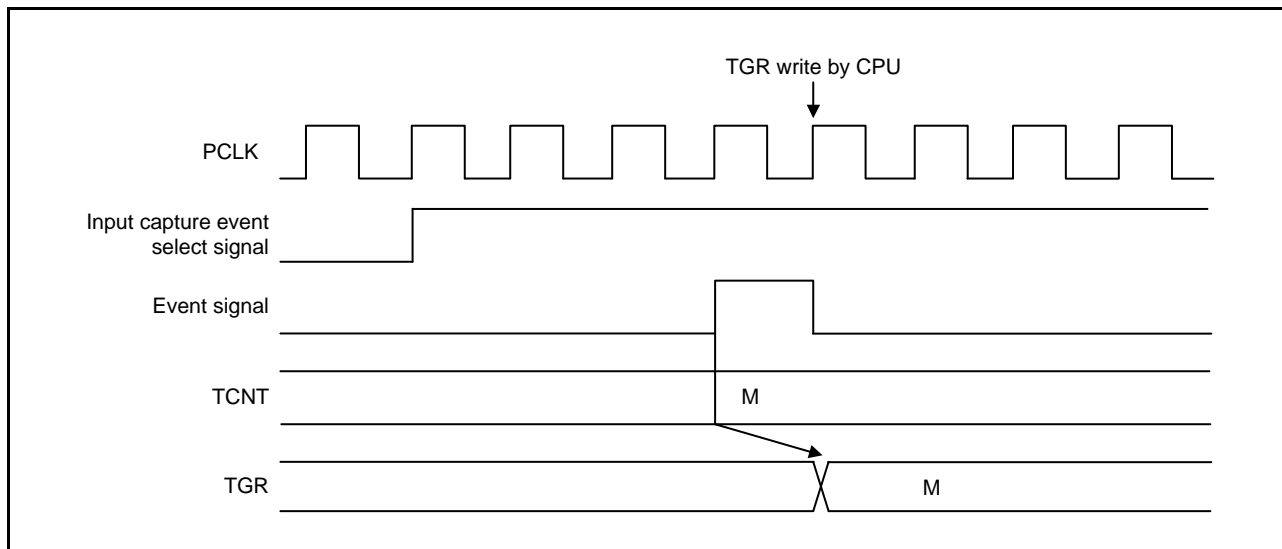 TGR write by CPU
PCLK
Input capture event
select signal
Event signal
TCNT
M
TGR
M